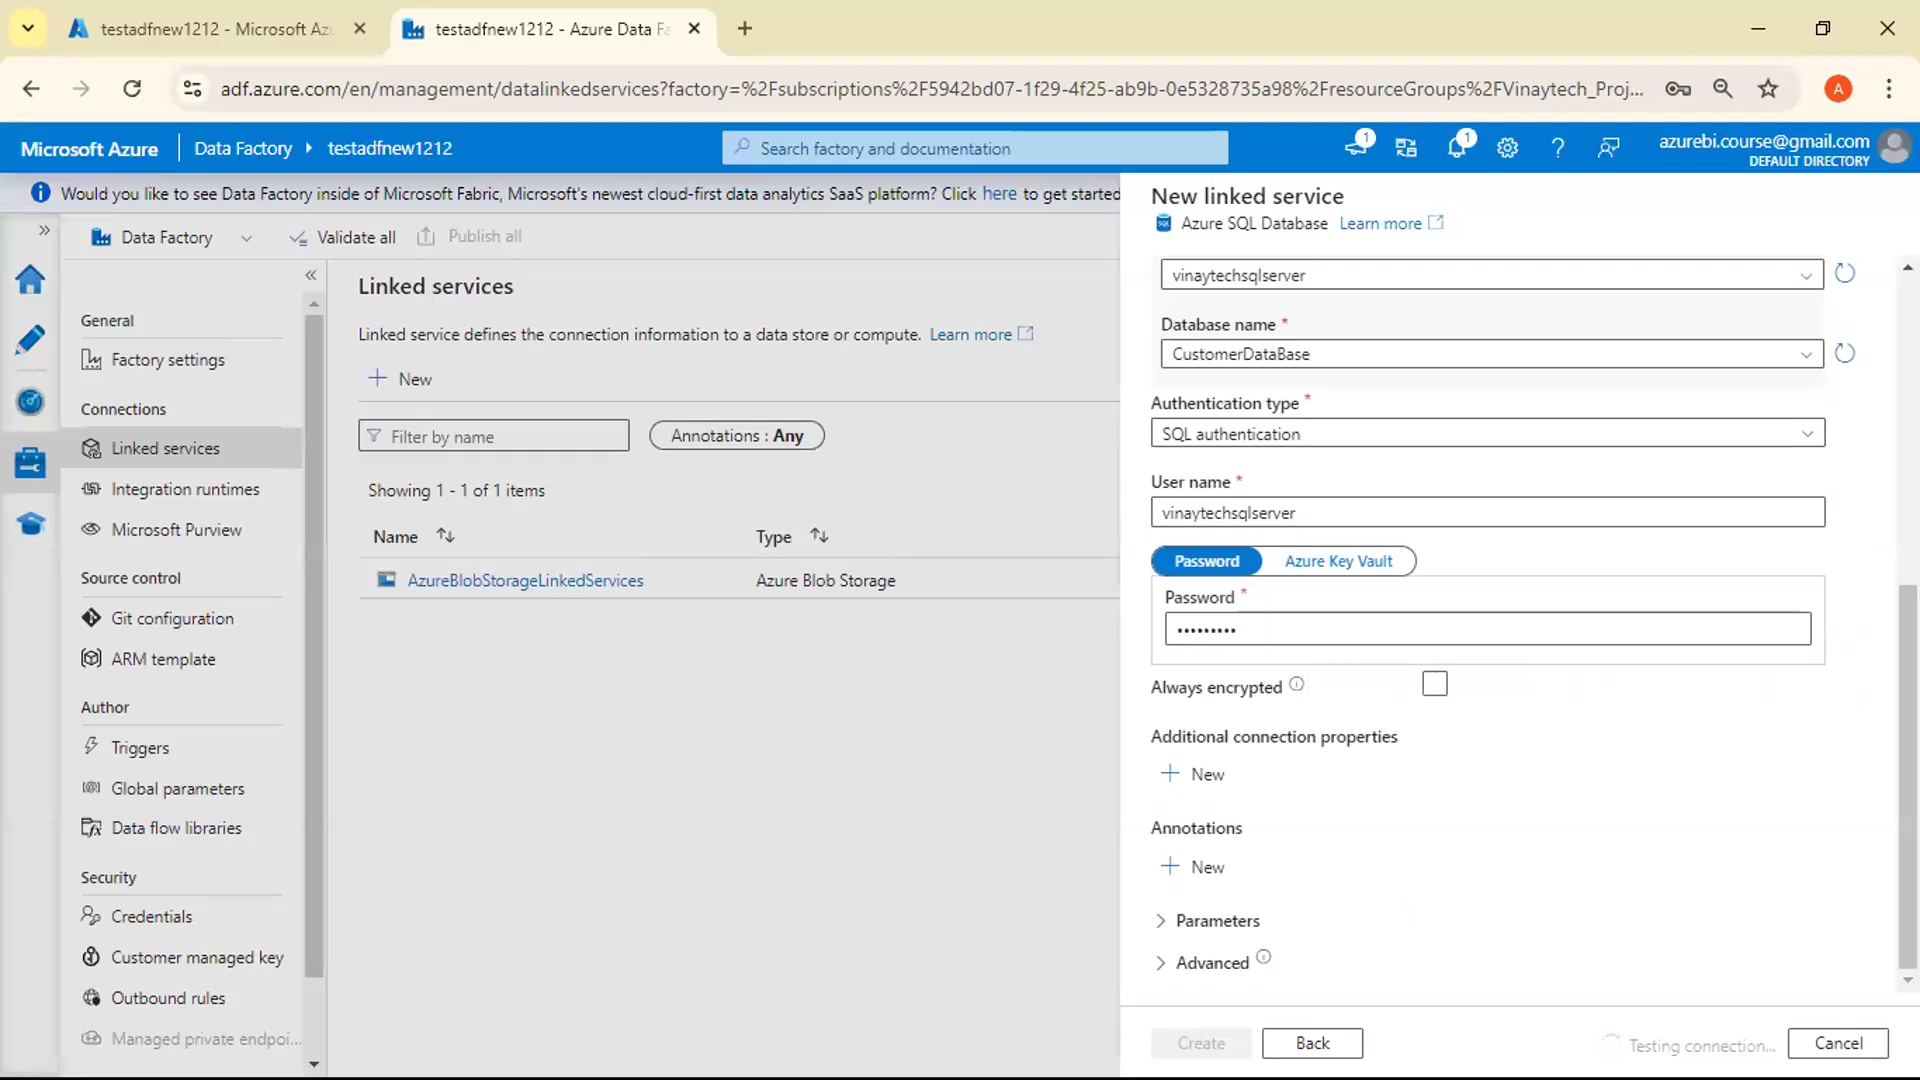 testadfnew1212 - Microsoft Azu
testadfnew1212 - Azure Data Fa
adf.azure.com/en/management/datalinkedservices?factory=%2Fsubscriptions%2F5942bd07-1f29-4f25-ab9b-0e5328735a98%2FresourceGroups%2FVinaytech_Proj...
A
Microsoft Azure
Data Factory
testadfnew1212
Search factory and documentation
1
1
azurebi.course@gmail.com
DEFAULT DIRECTORY
Would you like to see Data Factory inside of Microsoft Fabric, Microsoft's newest cloud-first data analytics SaaS platform? Click here to get started
Data Factory
Validate all
Publish all
General
Factory settings
Connections
Linked services
Integration runtimes
Microsoft Purview
Source control
Git configuration
ARM template
Author
Triggers
Global parameters
Data flow libraries
Security
Credentials
Customer managed key
Outbound rules
Managed private endpoi...
Linked services
Linked service defines the connection information to a data store or compute. Learn more
New
Filter by name
Annotations : Any
Showing 1 - 1 of 1 items
Name
Type
AzureBlobStorageLinkedServices
Azure Blob Storage
New linked service
Azure SQL Database Learn more
vinaytechsqlserver
Database name *
CustomerDataBase
Authentication type *
SQL authentication
User name *
vinaytechsqlserver
Password
Azure Key Vault
Password *
•••••••••
Always encrypted
Additional connection properties
New
Annotations
New
Parameters
Advanced
Create
Back
Testing connection...
Cancel